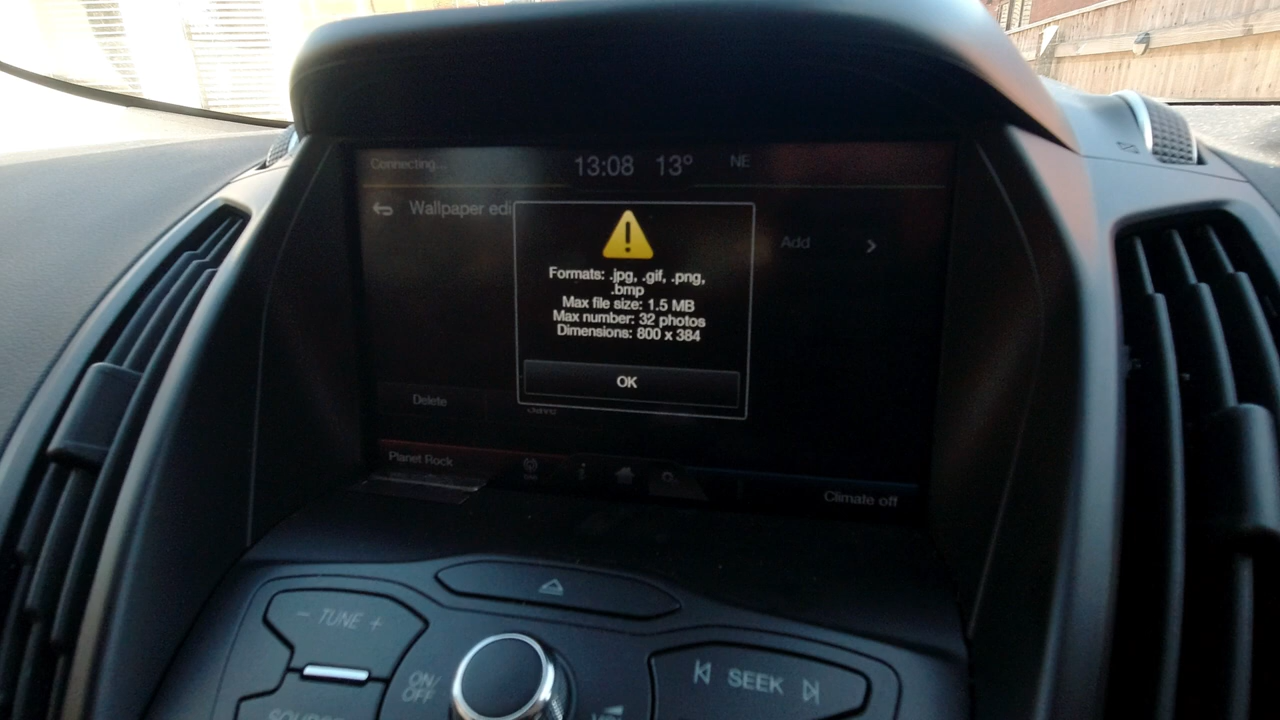 Connecting...
13:08 13° NE
Wallpaper edi
Add
Formats: .jpg, .gif, .png,
.bmp
Max file size: 1.5 MB
Max number: 32 photos
Dimensions: 800 x 384
OK
Delete
Planet Rock
Climate off
- TUNE +
ON/
OFF
SEEK